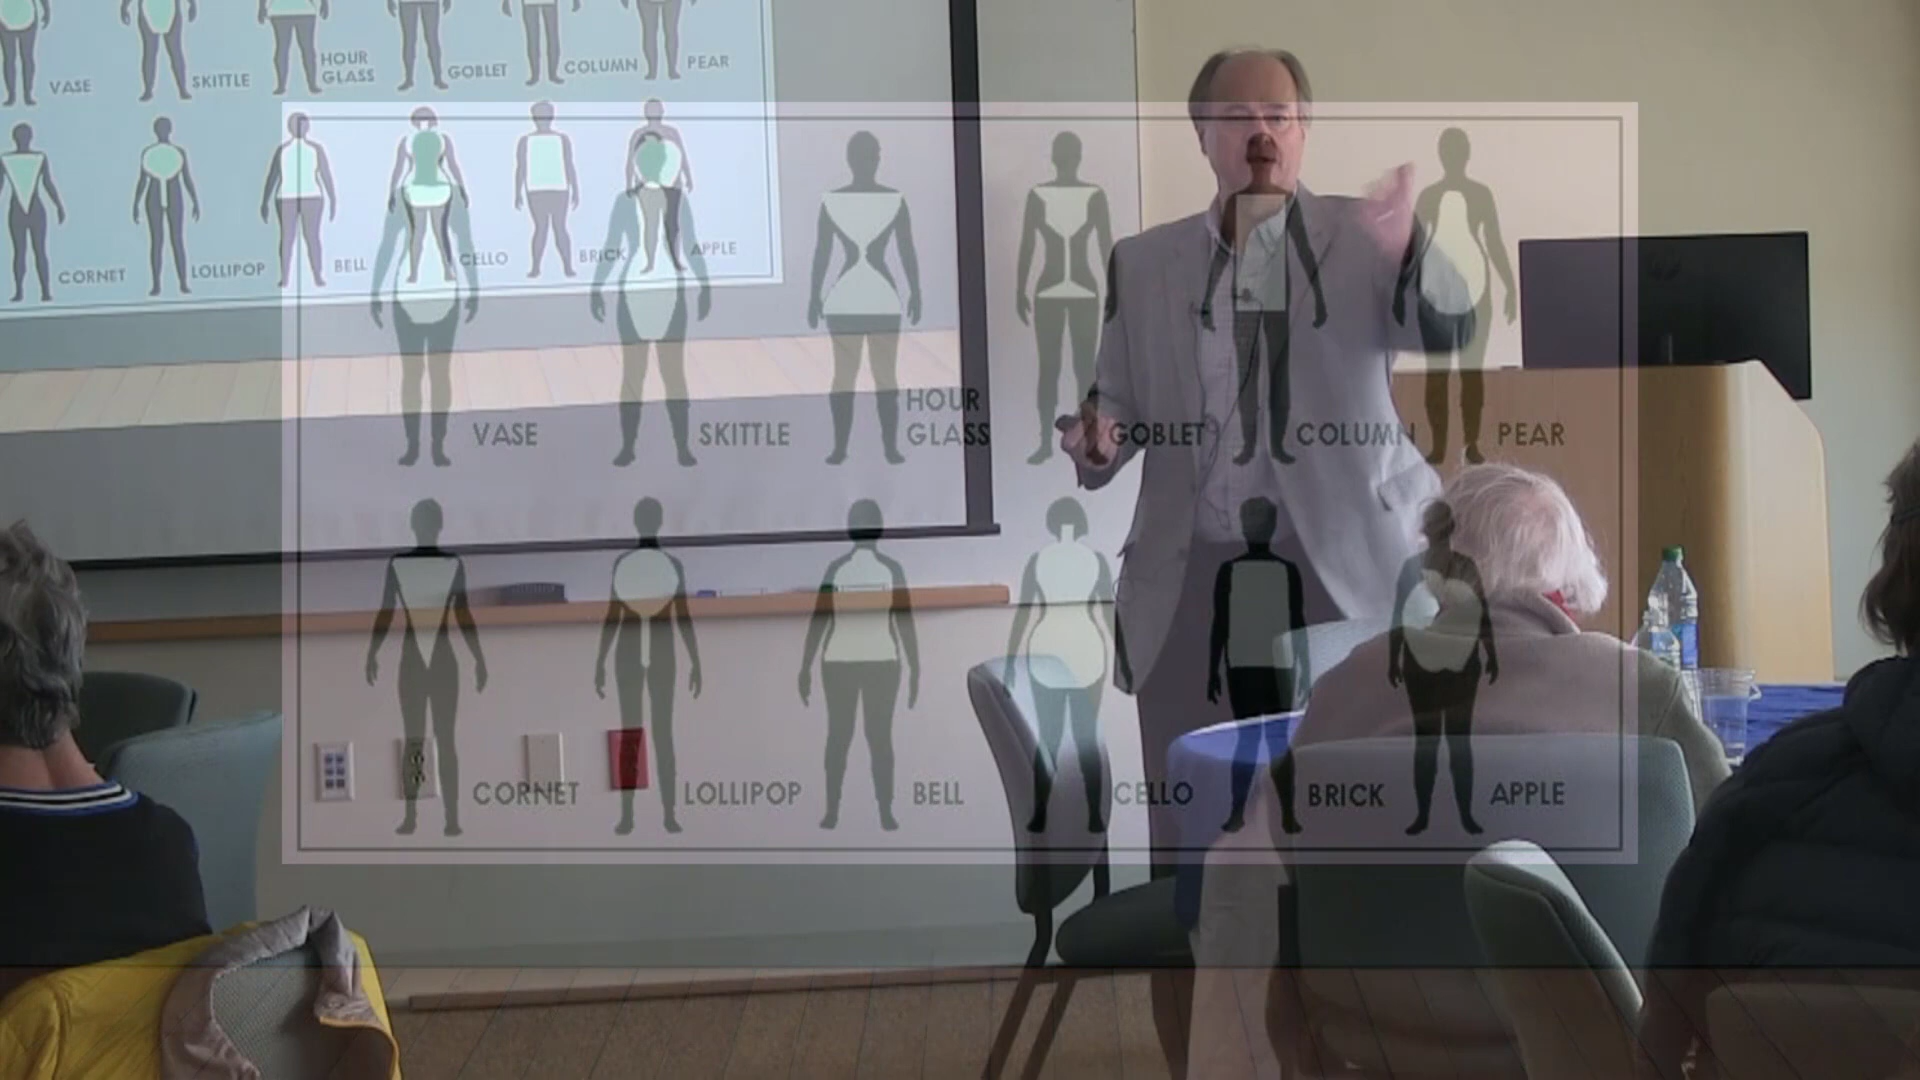 VASE
SKITTLE
HOUR
GLASS
GOBLET
COLUMN
PEAR
CORNET
LOLLIPOP
BELL
CELLO
BRICK
APPLE
VASE
SKITTLE
HOUR
GLASS
GOBLET
COLUMN
PEAR
CORNET
LOLLIPOP
BELL
CELLO
BRICK
APPLE